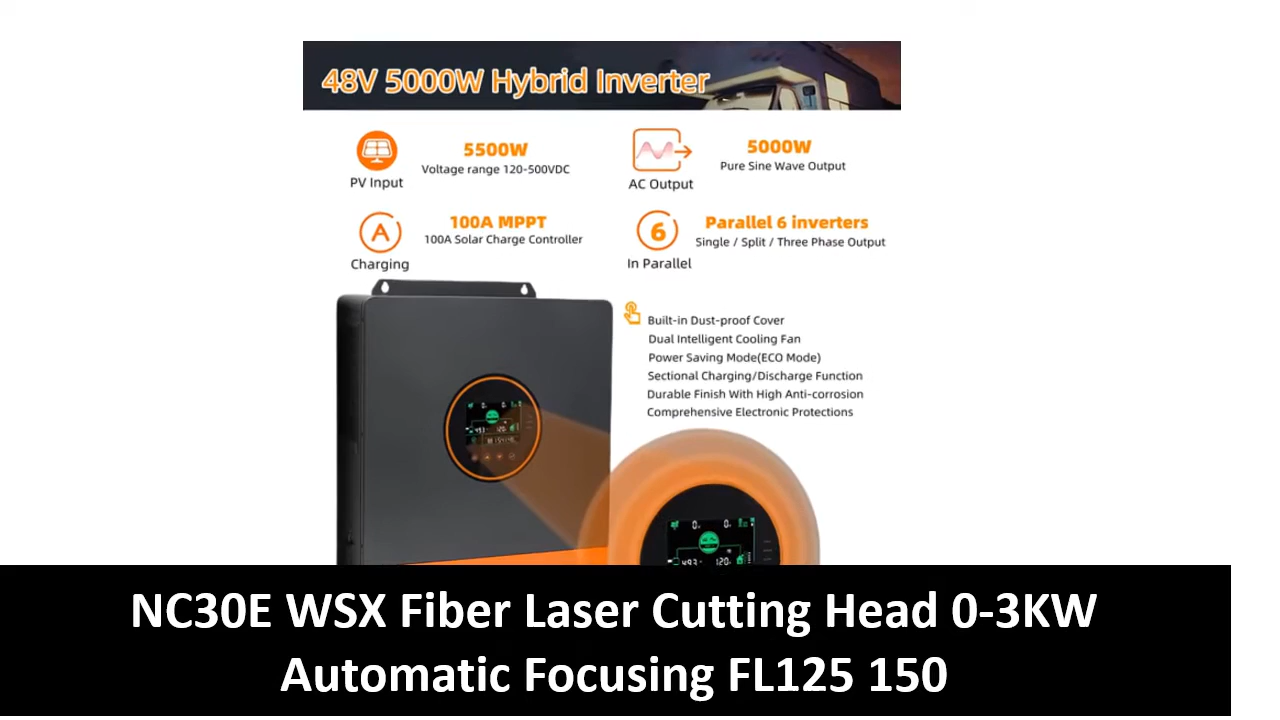 48V 5000W Hybrid Inverter
PV Input
5500W
Voltage range 120-500VDC
AC Output
5000W
Pure Sine Wave Output
A
Charging
100A MPPT
100A Solar Charge Controller
6
In Parallel
Parallel 6 inverters
Single / Split / Three Phase Output
Built-in Dust-proof Cover
Dual Intelligent Cooling Fan
Power Saving Mode(ECO Mode)
Sectional Charging/Discharge Function
Durable Finish With High Anti-corrosion
Comprehensive Electronic Protections
NC30E WSX Fiber Laser Cutting Head 0-3KW
Automatic Focusing FL125 150